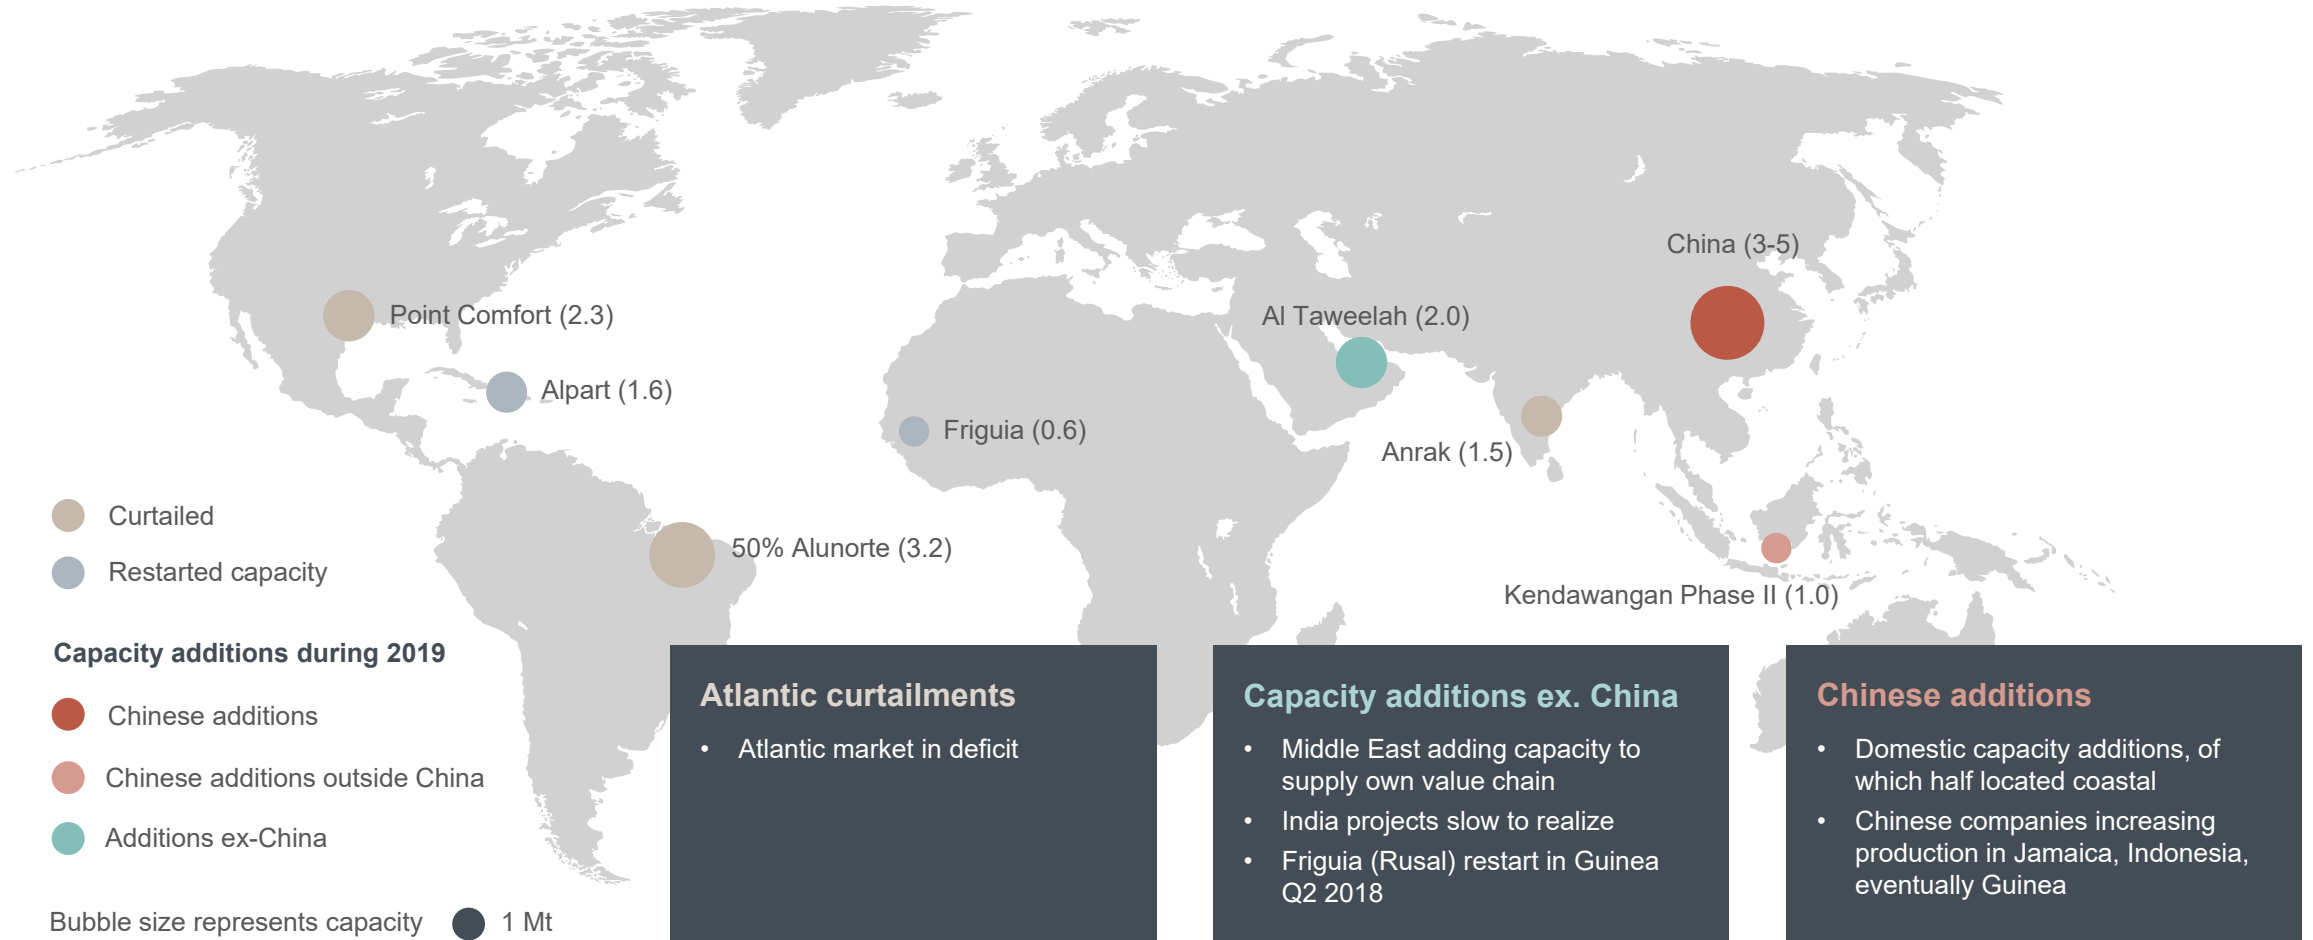 China (3-5)
Point Comfort (2.3)
Al Taweelah (2.0)
Alpart (1.6)
Friguia (0.6)
Anrak (1.5)
50% Alunorte (3.2)
Kendawangan Phase II (1.0)
Curtailed
Restarted capacity
Capacity additions during 2019
Chinese additions
Chinese additions outside China
Additions ex-China
Bubble size represents capacity
1 Mt
Atlantic curtailments
• Atlantic market in deficit
Capacity additions ex. China
• Middle East adding capacity to
supply own value chain
• India projects slow to realize
• Friguia (Rusal) restart in Guinea
Q2 2018
Chinese additions
• Domestic capacity additions, of
which half located coastal
• Chinese companies increasing
production in Jamaica, Indonesia,
eventually Guinea